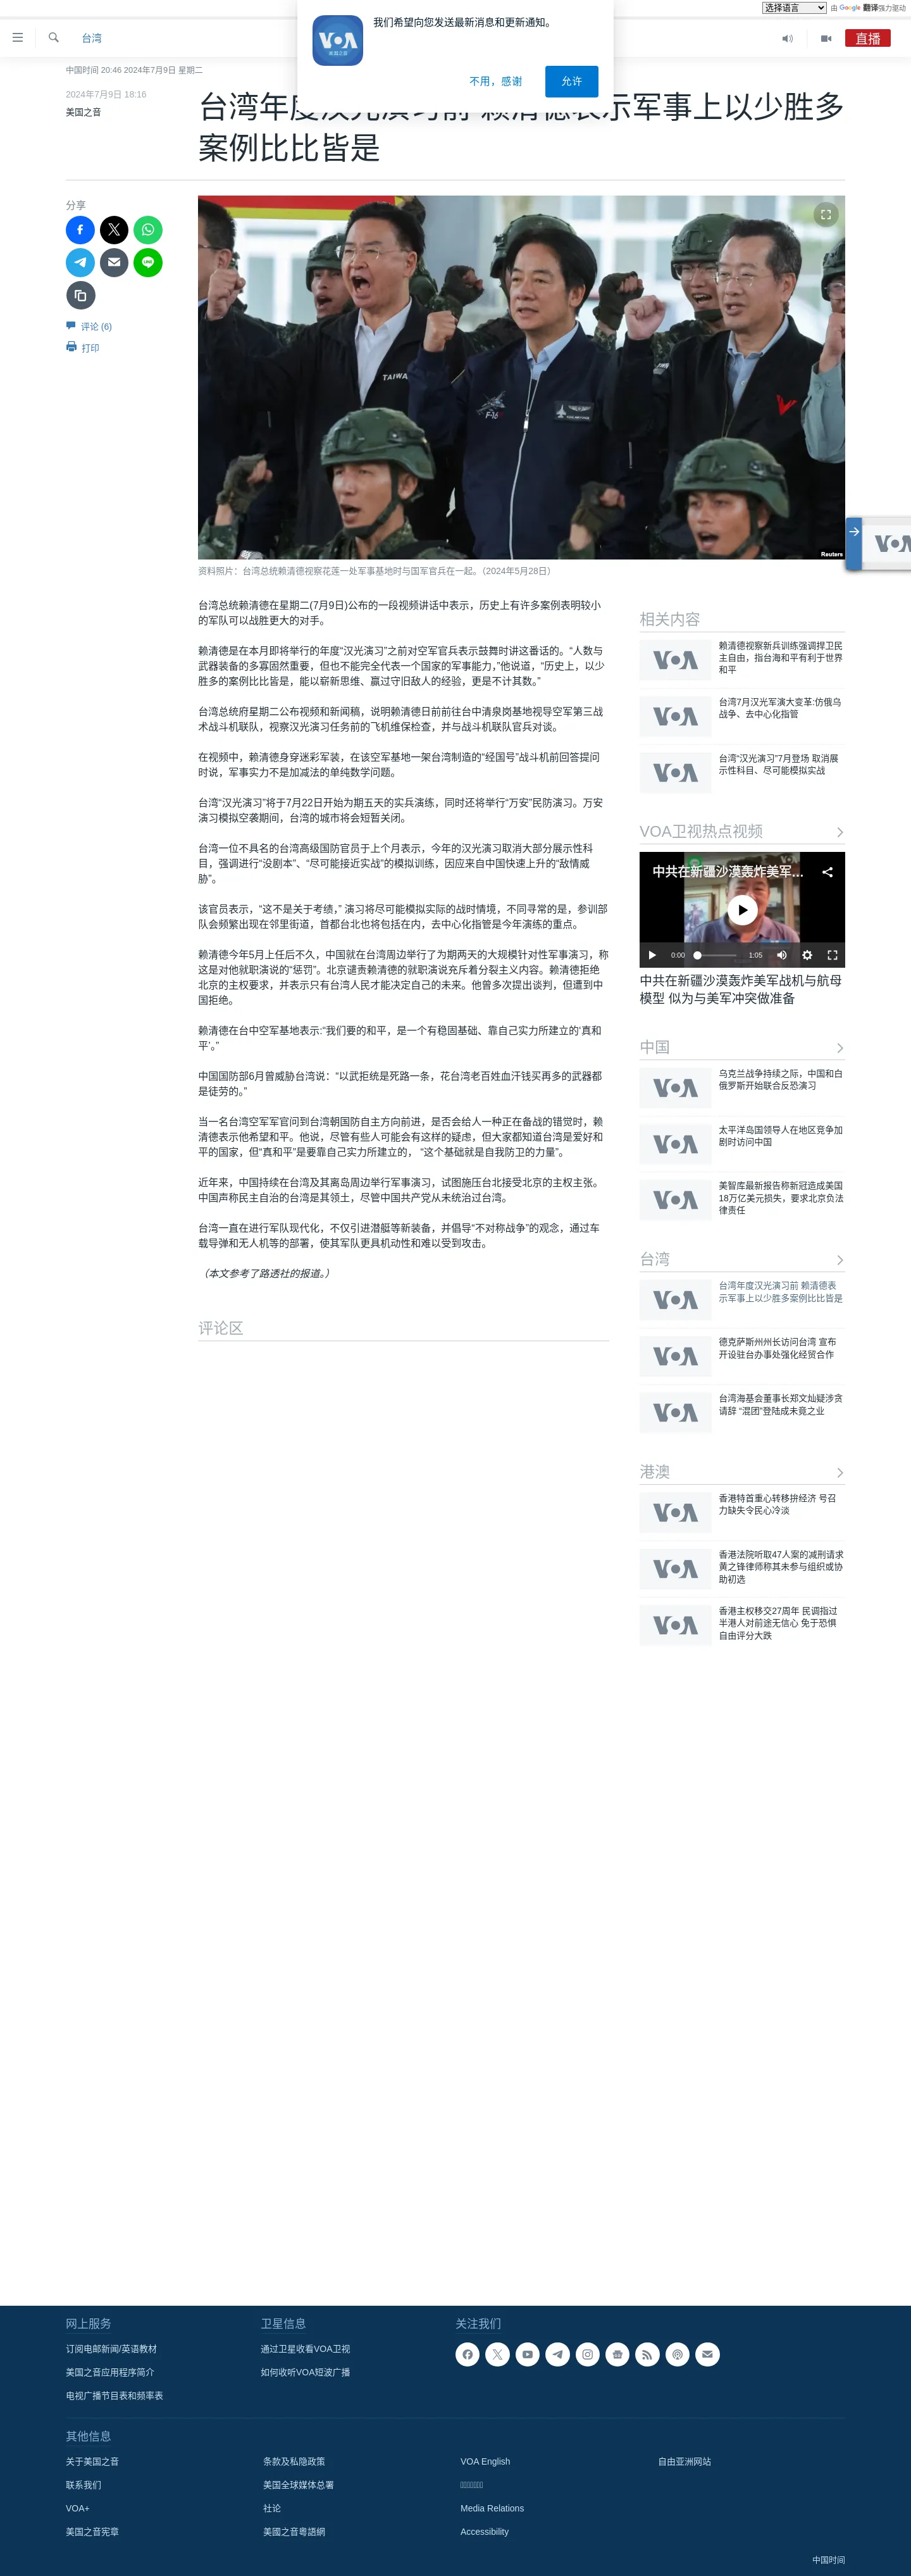 选择语言 由 Google 翻译强力驱动
我们希望向您发送最新消息和更新通知。
VOA
美国之音
不用，感谢
允许
台湾
直播
中国时间 20:46 2024年7月9日 星期二
2024年7月9日 18:16
美国之音
台湾年度汉光演习前 赖清德表示军事上以少胜多
案例比比皆是
分享
评论 (6)
打印
TAIWAN
F-16
Reuters
资料照片：台湾总统赖清德视察花莲一处军事基地时与国军官兵在一起。（2024年5月28日）
台湾总统赖清德在星期二(7月9日)公布的一段视频讲话中表示，历史上有许多案例表明较小
的军队可以战胜更大的对手。
赖清德是在本月即将举行的年度“汉光演习”之前对空军官兵表示鼓舞时讲这番话的。“人数与
武器装备的多寡固然重要，但也不能完全代表一个国家的军事能力，”他说道，“历史上，以少
胜多的案例比比皆是，能以崭新思维、赢过守旧敌人的经验，更是不计其数。”
台湾总统府星期二公布视频和新闻稿，说明赖清德日前前往台中清泉岗基地视导空军第三战
术战斗机联队，视察汉光演习任务前的飞机维保检查，并与战斗机联队官兵对谈。
在视频中，赖清德身穿迷彩军装，在该空军基地一架台湾制造的“经国号”战斗机前回答提问
时说，军事实力不是加减法的单纯数学问题。
台湾“汉光演习”将于7月22日开始为期五天的实兵演练，同时还将举行“万安”民防演习。万安
演习模拟空袭期间，台湾的城市将会短暂关闭。
台湾一位不具名的台湾高级国防官员于上个月表示，今年的汉光演习取消大部分展示性科
目，强调进行“没剧本”、“尽可能接近实战”的模拟训练，因应来自中国快速上升的“敌情威
胁”。
该官员表示，“这不是关于考绩，” 演习将尽可能模拟实际的战时情境，不同寻常的是，参训部
队会频繁出现在邻里街道，首都台北也将包括在内，去中心化指管是今年演练的重点。
赖清德今年5月上任后不久，中国就在台湾周边举行了为期两天的大规模针对性军事演习，称
这是对他就职演说的“惩罚”。北京谴责赖清德的就职演说充斥着分裂主义内容。赖清德拒绝
北京的主权要求，并表示只有台湾人民才能决定自己的未来。他曾多次提出谈判，但遭到中
国拒绝。
赖清德在台中空军基地表示:“我们要的和平，是一个有稳固基础、靠自己实力所建立的‘真和
平’。”
中国国防部6月曾威胁台湾说：“以武拒统是死路一条，花台湾老百姓血汗钱买再多的武器都
是徒劳的。”
当一名台湾空军军官问到台湾朝国防自主方向前进，是否会给人一种正在备战的错觉时，赖
清德表示他希望和平。他说，尽管有些人可能会有这样的疑虑，但大家都知道台湾是爱好和
平的国家，但“真和平”是要靠自己实力所建立的， “这个基础就是自我防卫的力量”。
近年来，中国持续在台湾及其离岛周边举行军事演习，试图施压台北接受北京的主权主张。
中国声称民主自治的台湾是其领土，尽管中国共产党从未统治过台湾。
台湾一直在进行军队现代化，不仅引进潜艇等新装备，并倡导“不对称战争”的观念，通过车
载导弹和无人机等的部署，使其军队更具机动性和难以受到攻击。
（本文参考了路透社的报道。）
评论区
相关内容
VOA
赖清德视察新兵训练强调捍卫民
主自由，指台海和平有利于世界
和平
VOA
台湾7月汉光军演大变革:仿俄乌
战争、去中心化指管
VOA
台湾“汉光演习”7月登场 取消展
示性科目、尽可能模拟实战
VOA卫视热点视频
中共在新疆沙漠轰炸美军...
0:00
1:05
中共在新疆沙漠轰炸美军战机与航母
模型 似为与美军冲突做准备
中国
VOA
乌克兰战争持续之际，中国和白
俄罗斯开始联合反恐演习
VOA
太平洋岛国领导人在地区竞争加
剧时访问中国
VOA
美智库最新报告称新冠造成美国
18万亿美元损失，要求北京负法
律责任
台湾
VOA
台湾年度汉光演习前 赖清德表
示军事上以少胜多案例比比皆是
VOA
德克萨斯州州长访问台湾 宣布
开设驻台办事处强化经贸合作
VOA
台湾海基会董事长郑文灿疑涉贪
请辞 “混团”登陆成未竟之业
港澳
VOA
香港特首重心转移拚经济 号召
力缺失令民心冷淡
VOA
香港法院听取47人案的减刑请求
黄之锋律师称其未参与组织或协
助初选
VOA
香港主权移交27周年 民调指过
半港人对前途无信心 免于恐惧
自由评分大跌
网上服务
订阅电邮新闻/英语教材
美国之音应用程序简介
电视广播节目表和频率表
卫星信息
通过卫星收看VOA卫视
如何收听VOA短波广播
关注我们
其他信息
关于美国之音
联系我们
VOA+
美国之音宪章
条款及私隐政策
美国全球媒体总署
社论
美國之音粵語網
VOA English
Media Relations
Accessibility
自由亚洲网站
中国时间